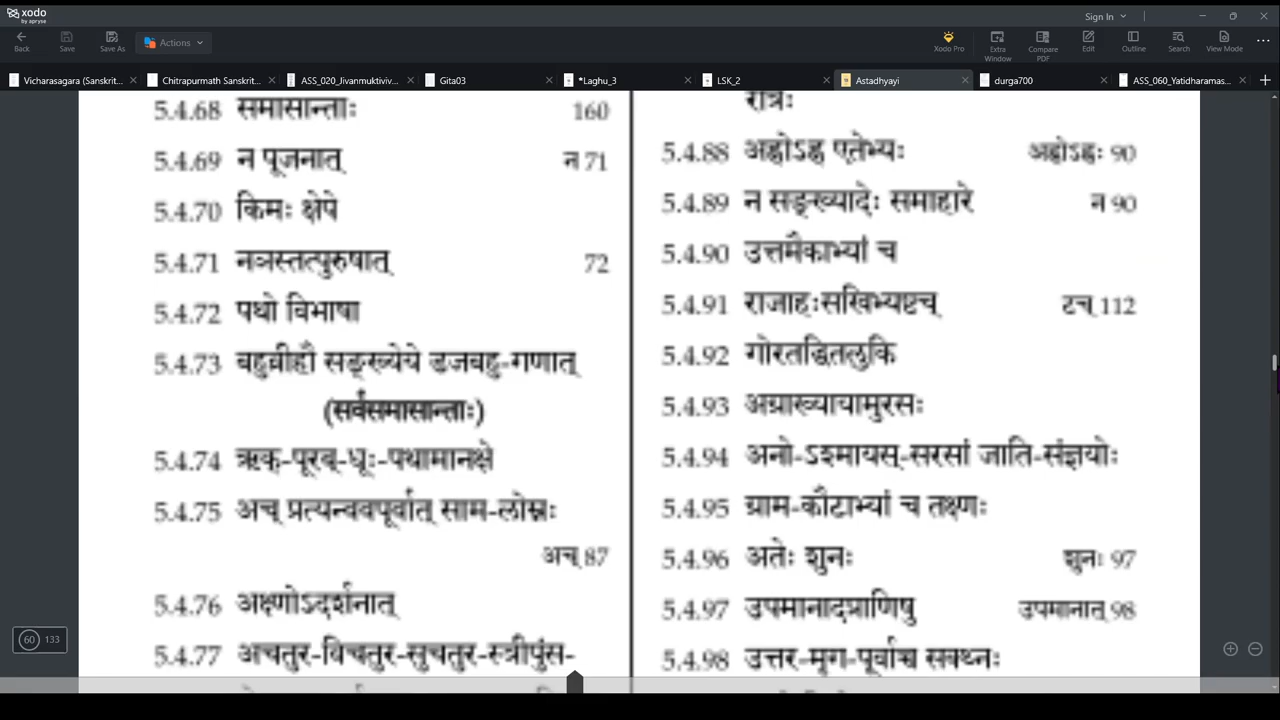 xodo
by apryse
Sign In
Back
Save
Save As
Actions
Xodo Pro
Extra Window
Compare PDF
Edit
Outline
Search
View Mode
Vicharasagara (Sanskrit...
Chitrapurmath Sanskrit...
ASS_020_Jivanmuktiviv...
Gita03
*Laghu_3
LSK_2
Astadhyayi
durga700
ASS_060_Yatidharamas...
5.4.68 समासान्ताः 160
5.4.69 न पूजनात् न 71
5.4.70 किमः क्षेपे
5.4.71 नञस्तत्पुरुषात् 72
5.4.72 पथो विभाषा
5.4.73 बहुव्रीहौ सङ्ख्येये डजबहु-गणात्
(सर्वसमासान्ताः)
5.4.74 ऋक्-पूरब्-धूः-पथामानक्षे
5.4.75 अच् प्रत्यन्ववपूर्वात् साम-लोम्नः
अच् 87
5.4.76 अक्ष्णोऽदर्शनात्
5.4.77 अचतुर-विचतुर-सुचतुर-स्त्रीपुंस-
रात्रः
5.4.88 अह्नोऽह्न एतेभ्यः अह्नोऽह्नः 90
5.4.89 न सङ्ख्यादेः समाहारे न 90
5.4.90 उत्तमैकाभ्यां च
5.4.91 राजाहःसखिभ्यष्टच् टच् 112
5.4.92 गोरतद्धितलुकि
5.4.93 अग्राख्यायामुरसः
5.4.94 अनो-ऽश्मायस्-सरसां जाति-संज्ञयोः
5.4.95 ग्राम-कौटाभ्यां च तक्ष्णः
5.4.96 अतेः शुनः शुनः 97
5.4.97 उपमानादप्राणिषु उपमानात् 98
5.4.98 उत्तर-मृग-पूर्वाच्च सक्थ्नः
60 133